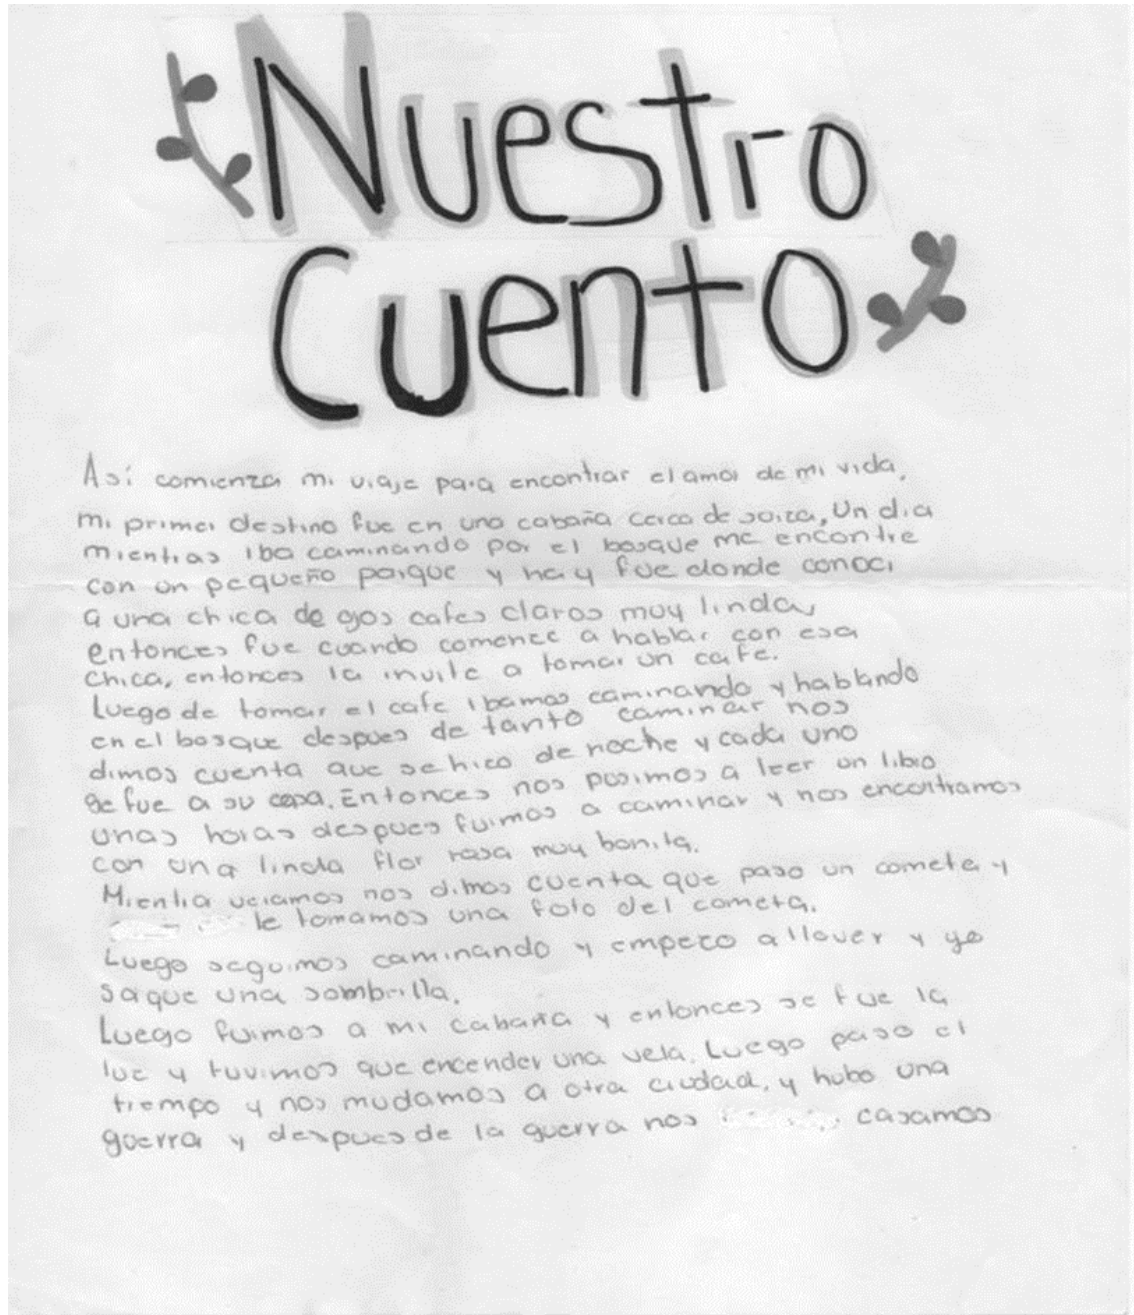 Nuestro
Cuento
Así comienza mi viaje para encontrar el amor de mi vida.
mi primer destino fue en una cabaña cerca de soiza, Un dia
mientras iba caminando por el bosque me encontre
con un pequeño parque y hay fue donde conoci
a una chica de ojos cafes claros muy linda,
entonces fue cuando comence a hablar con esa
chica, entonces la invite a tomar un cafe.
Luego de tomar el cafe ibamos caminando y hablando
en el bosque despues de tanto caminar nos
dimos cuenta que se hico de noche y cada uno
se fue a su casa. Entonces nos pusimos a leer un libro
unas horas despues fuimos a caminar y nos encontramos
con una linda flor rasa muy bonita.
Mientra veiamos nos dimos cuenta que paso un cometa y
le tomamos una foto del cometa.
Luego seguimos caminando y empezo a llover y yo
saque una sombrilla.
Luego fuimos a mi cabaña y entonces se fue la
luz y tuvimos que encender una vela. Luego paso el
tiempo y nos mudamos a otra ciudad, y hubo una
guerra y despues de la guerra nos casamos